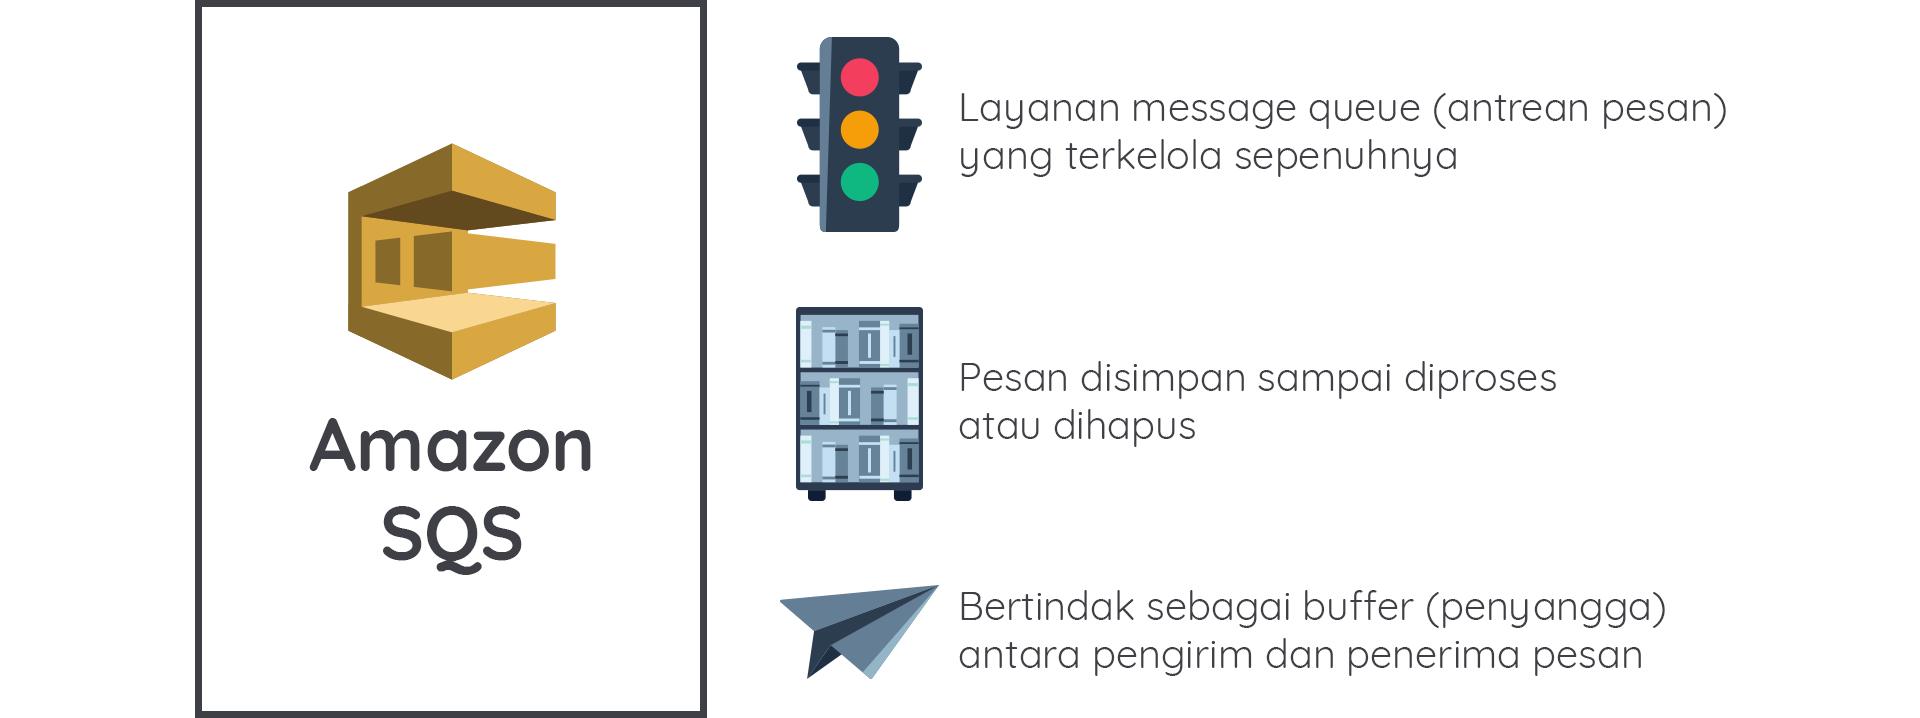 Amazon
SQS
Layanan message queue (antrean pesan)
yang terkelola sepenuhnya
Pesan disimpan sampai diproses
atau dihapus
Bertindak sebagai buffer (penyangga)
antara pengirim dan penerima pesan